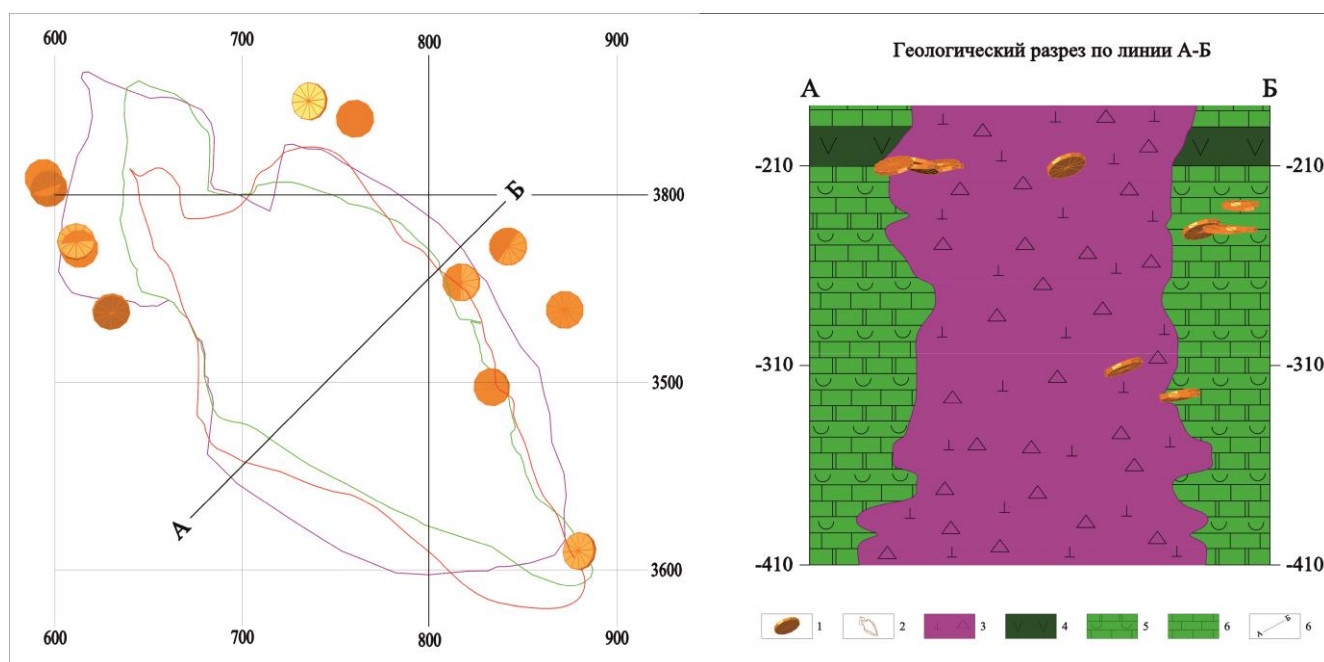 600 700 800 900
3800
3500
3600
600 700 800 900
А
Б
Геологический разрез по линии А-Б
А Б
-210 -210
-310 -310
-410 -410
1 2 3 4 5 6 А Б 6